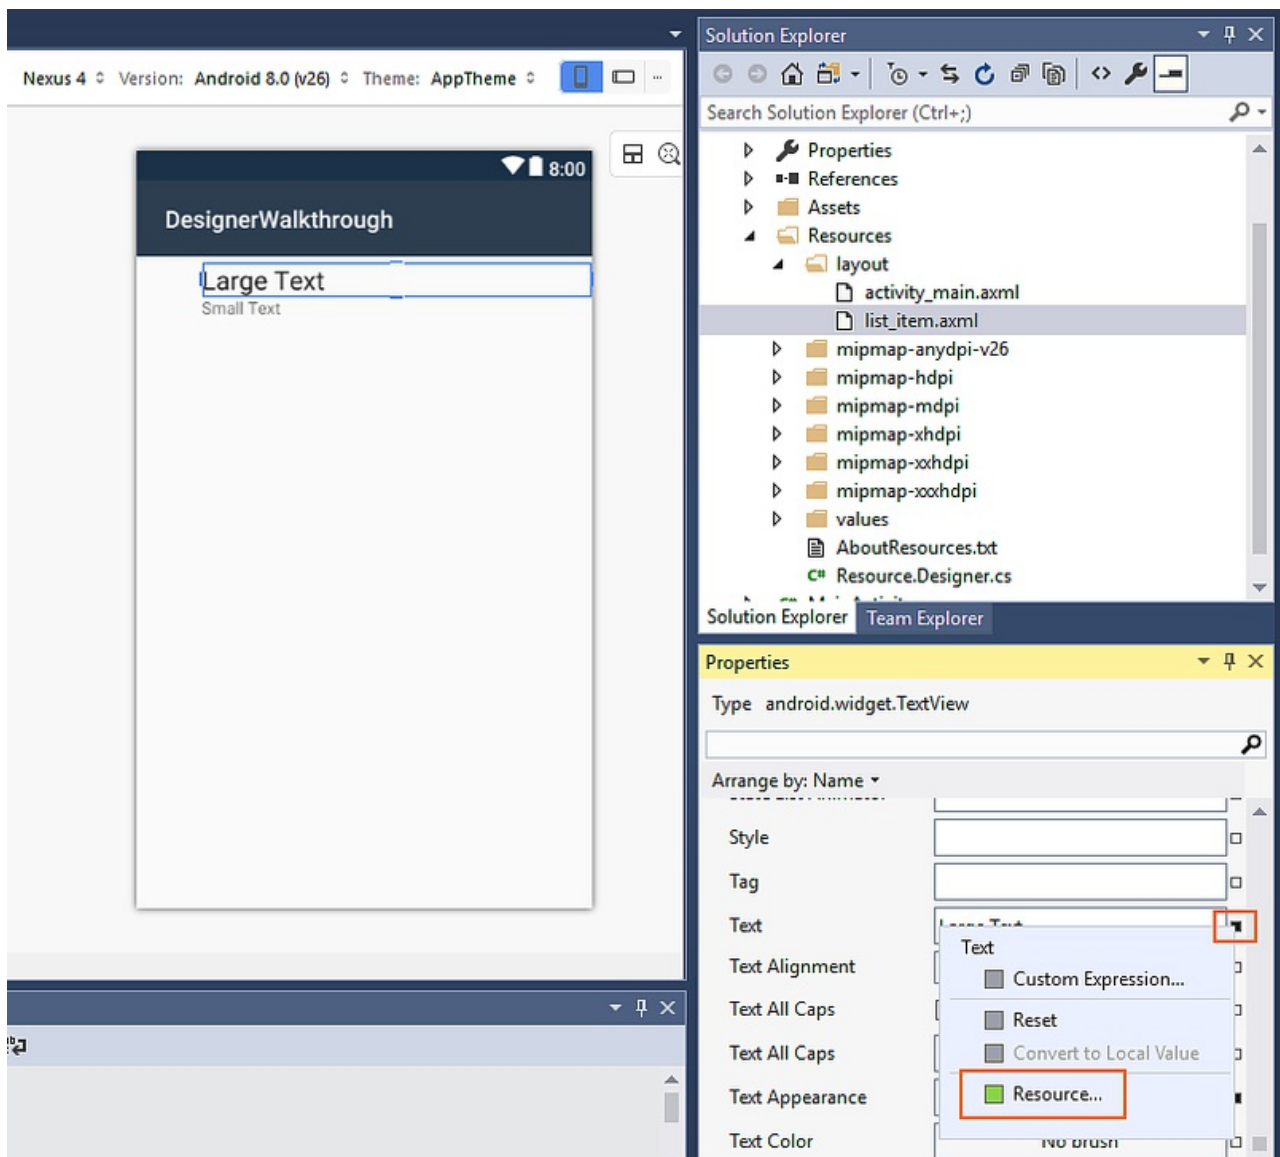 Nexus 4 Version: Android 8.0 (v26) Theme: AppTheme
8:00
DesignerWalkthrough
Large Text
Small Text
Solution Explorer
Search Solution Explorer (Ctrl+;)
Properties
References
Assets
Resources
layout
activity_main.axml
list_item.axml
mipmap-anydpi-v26
mipmap-hdpi
mipmap-mdpi
mipmap-xhdpi
mipmap-xxhdpi
mipmap-xxxhdpi
values
AboutResources.txt
C# Resource.Designer.cs
Solution Explorer Team Explorer
Properties
Type android.widget.TextView
Arrange by: Name
Style
Tag
Text Large Text
Text
Custom Expression...
Reset
Convert to Local Value
Resource...
Text Alignment
Text All Caps
Text All Caps
Text Appearance
Text Color No brush